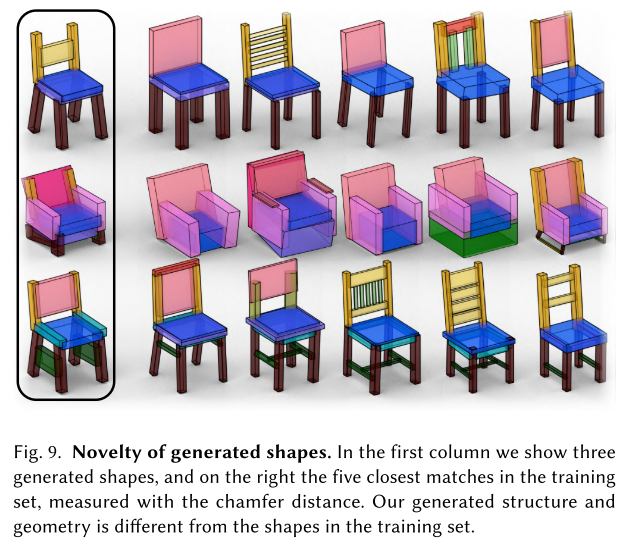 Fig. 9. Novelty of generated shapes. In the first column we show three
generated shapes, and on the right the five closest matches in the training
set, measured with the chamfer distance. Our generated structure and
geometry is different from the shapes in the training set.